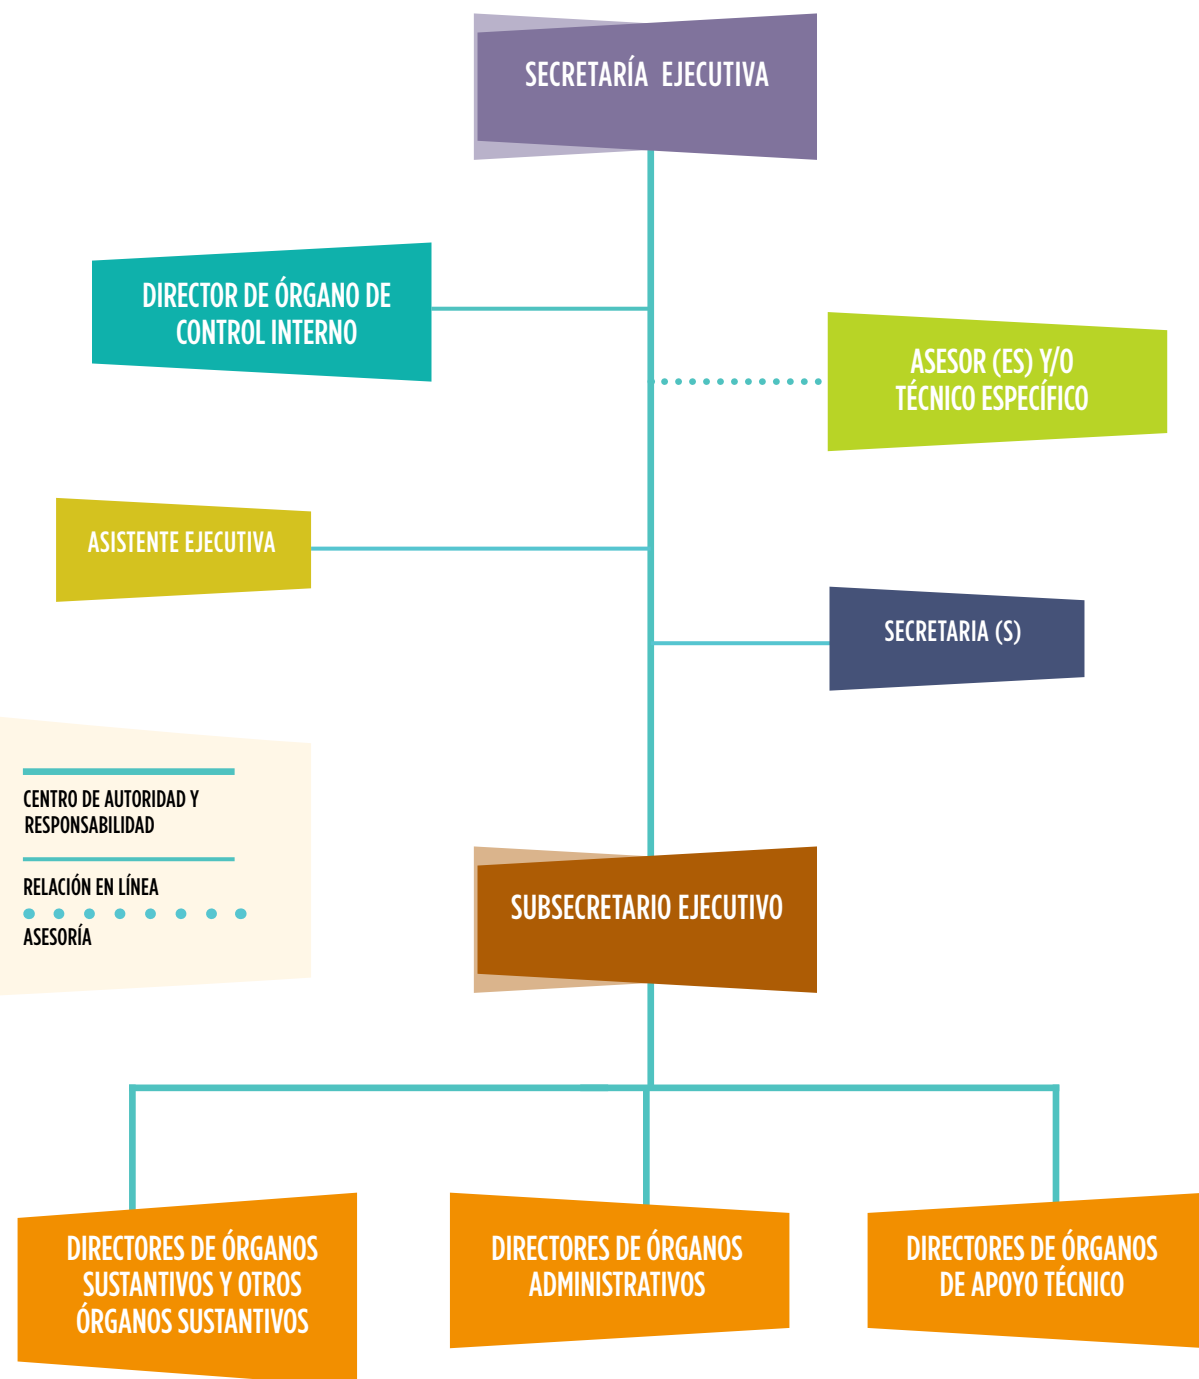 SECRETARÍA EJECUTIVA
DIRECTOR DE ÓRGANO DE
CONTROL INTERNO
ASESOR (ES) Y/O
TÉCNICO ESPECÍFICO
ASISTENTE EJECUTIVA
SECRETARIA (S)
CENTRO DE AUTORIDAD Y
RESPONSABILIDAD
RELACIÓN EN LÍNEA
ASESORÍA
SUBSECRETARIO EJECUTIVO
DIRECTORES DE ÓRGANOS
SUSTANTIVOS Y OTROS
ÓRGANOS SUSTANTIVOS
DIRECTORES DE ÓRGANOS
ADMINISTRATIVOS
DIRECTORES DE ÓRGANOS
DE APOYO TÉCNICO